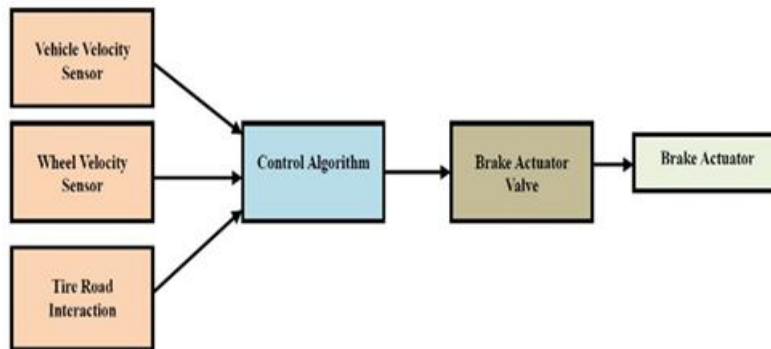 Vehicle Velocity
Sensor
Wheel Velocity
Sensor
Tire Road
Interaction
Control Algorithm
Brake Actuator
Valve
Brake Actuator